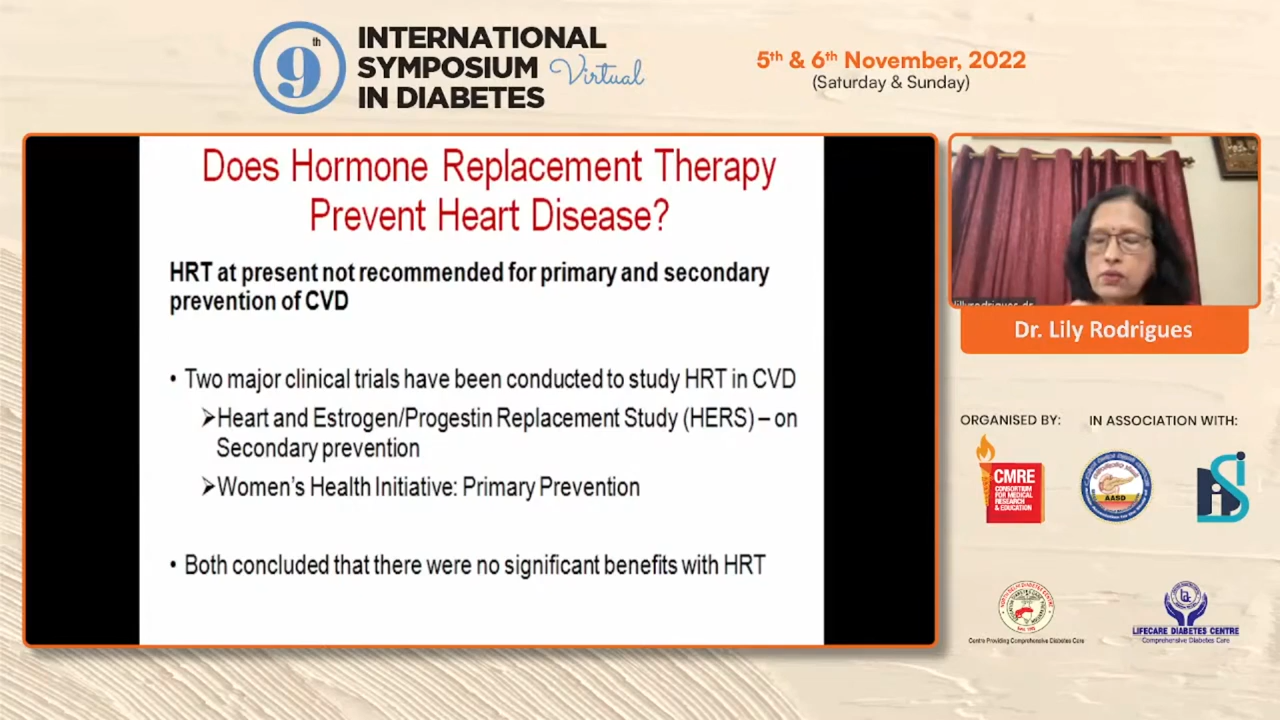 9th
INTERNATIONAL
SYMPOSIUM Virtual
IN DIABETES
5th & 6th November, 2022
(Saturday & Sunday)
Does Hormone Replacement Therapy
Prevent Heart Disease?
HRT at present not recommended for primary and secondary
prevention of CVD
• Two major clinical trials have been conducted to study HRT in CVD
➢Heart and Estrogen/Progestin Replacement Study (HERS) – on
Secondary prevention
➢Women's Health Initiative: Primary Prevention
• Both concluded that there were no significant benefits with HRT
Dr. Lily Rodrigues
ORGANISED BY:
IN ASSOCIATION WITH:
CMRE
CONSORTIUM
FOR MEDICAL
RESEARCH
& EDUCATION
AASD
Centre Providing Comprehensive Diabetes Care
LIFECARE DIABETES CENTRE
Comprehensive Diabetes Care